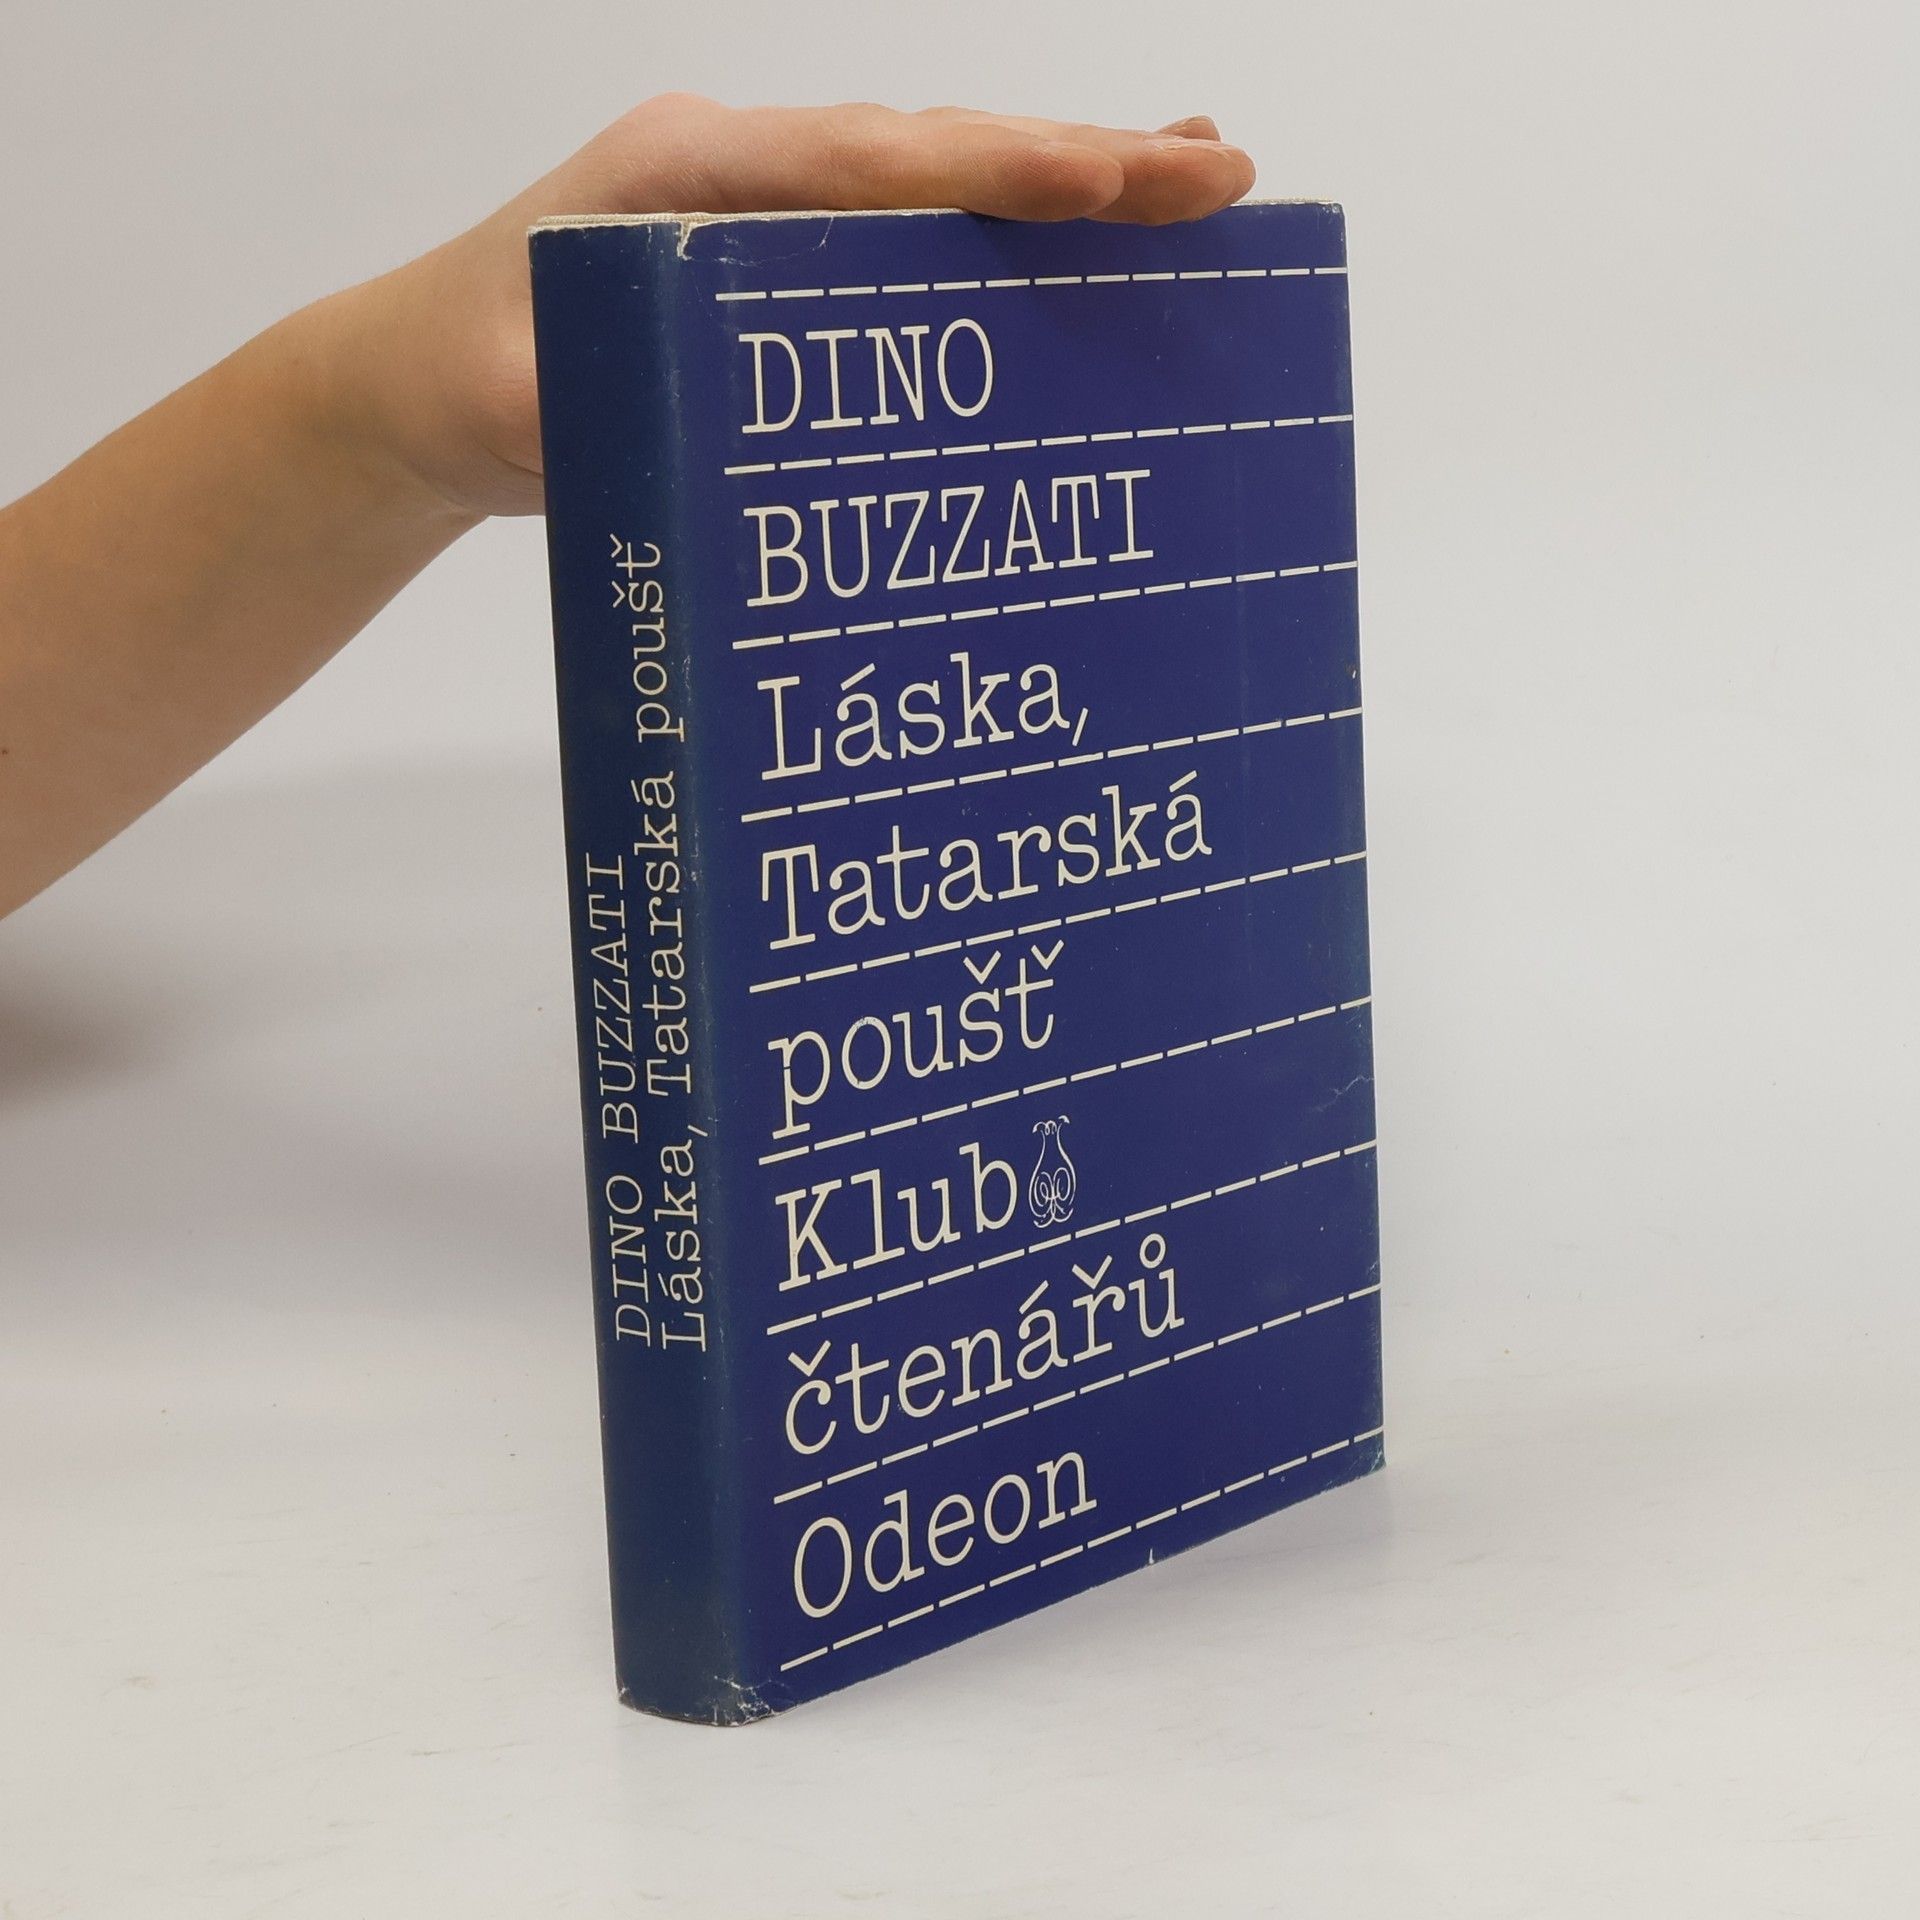 DINO BUZZATI
Láska, Tatarská poušť
DINO
BUZZATI
Láska,
Tatarská
poušť
Klub
čtenářů
Odeon